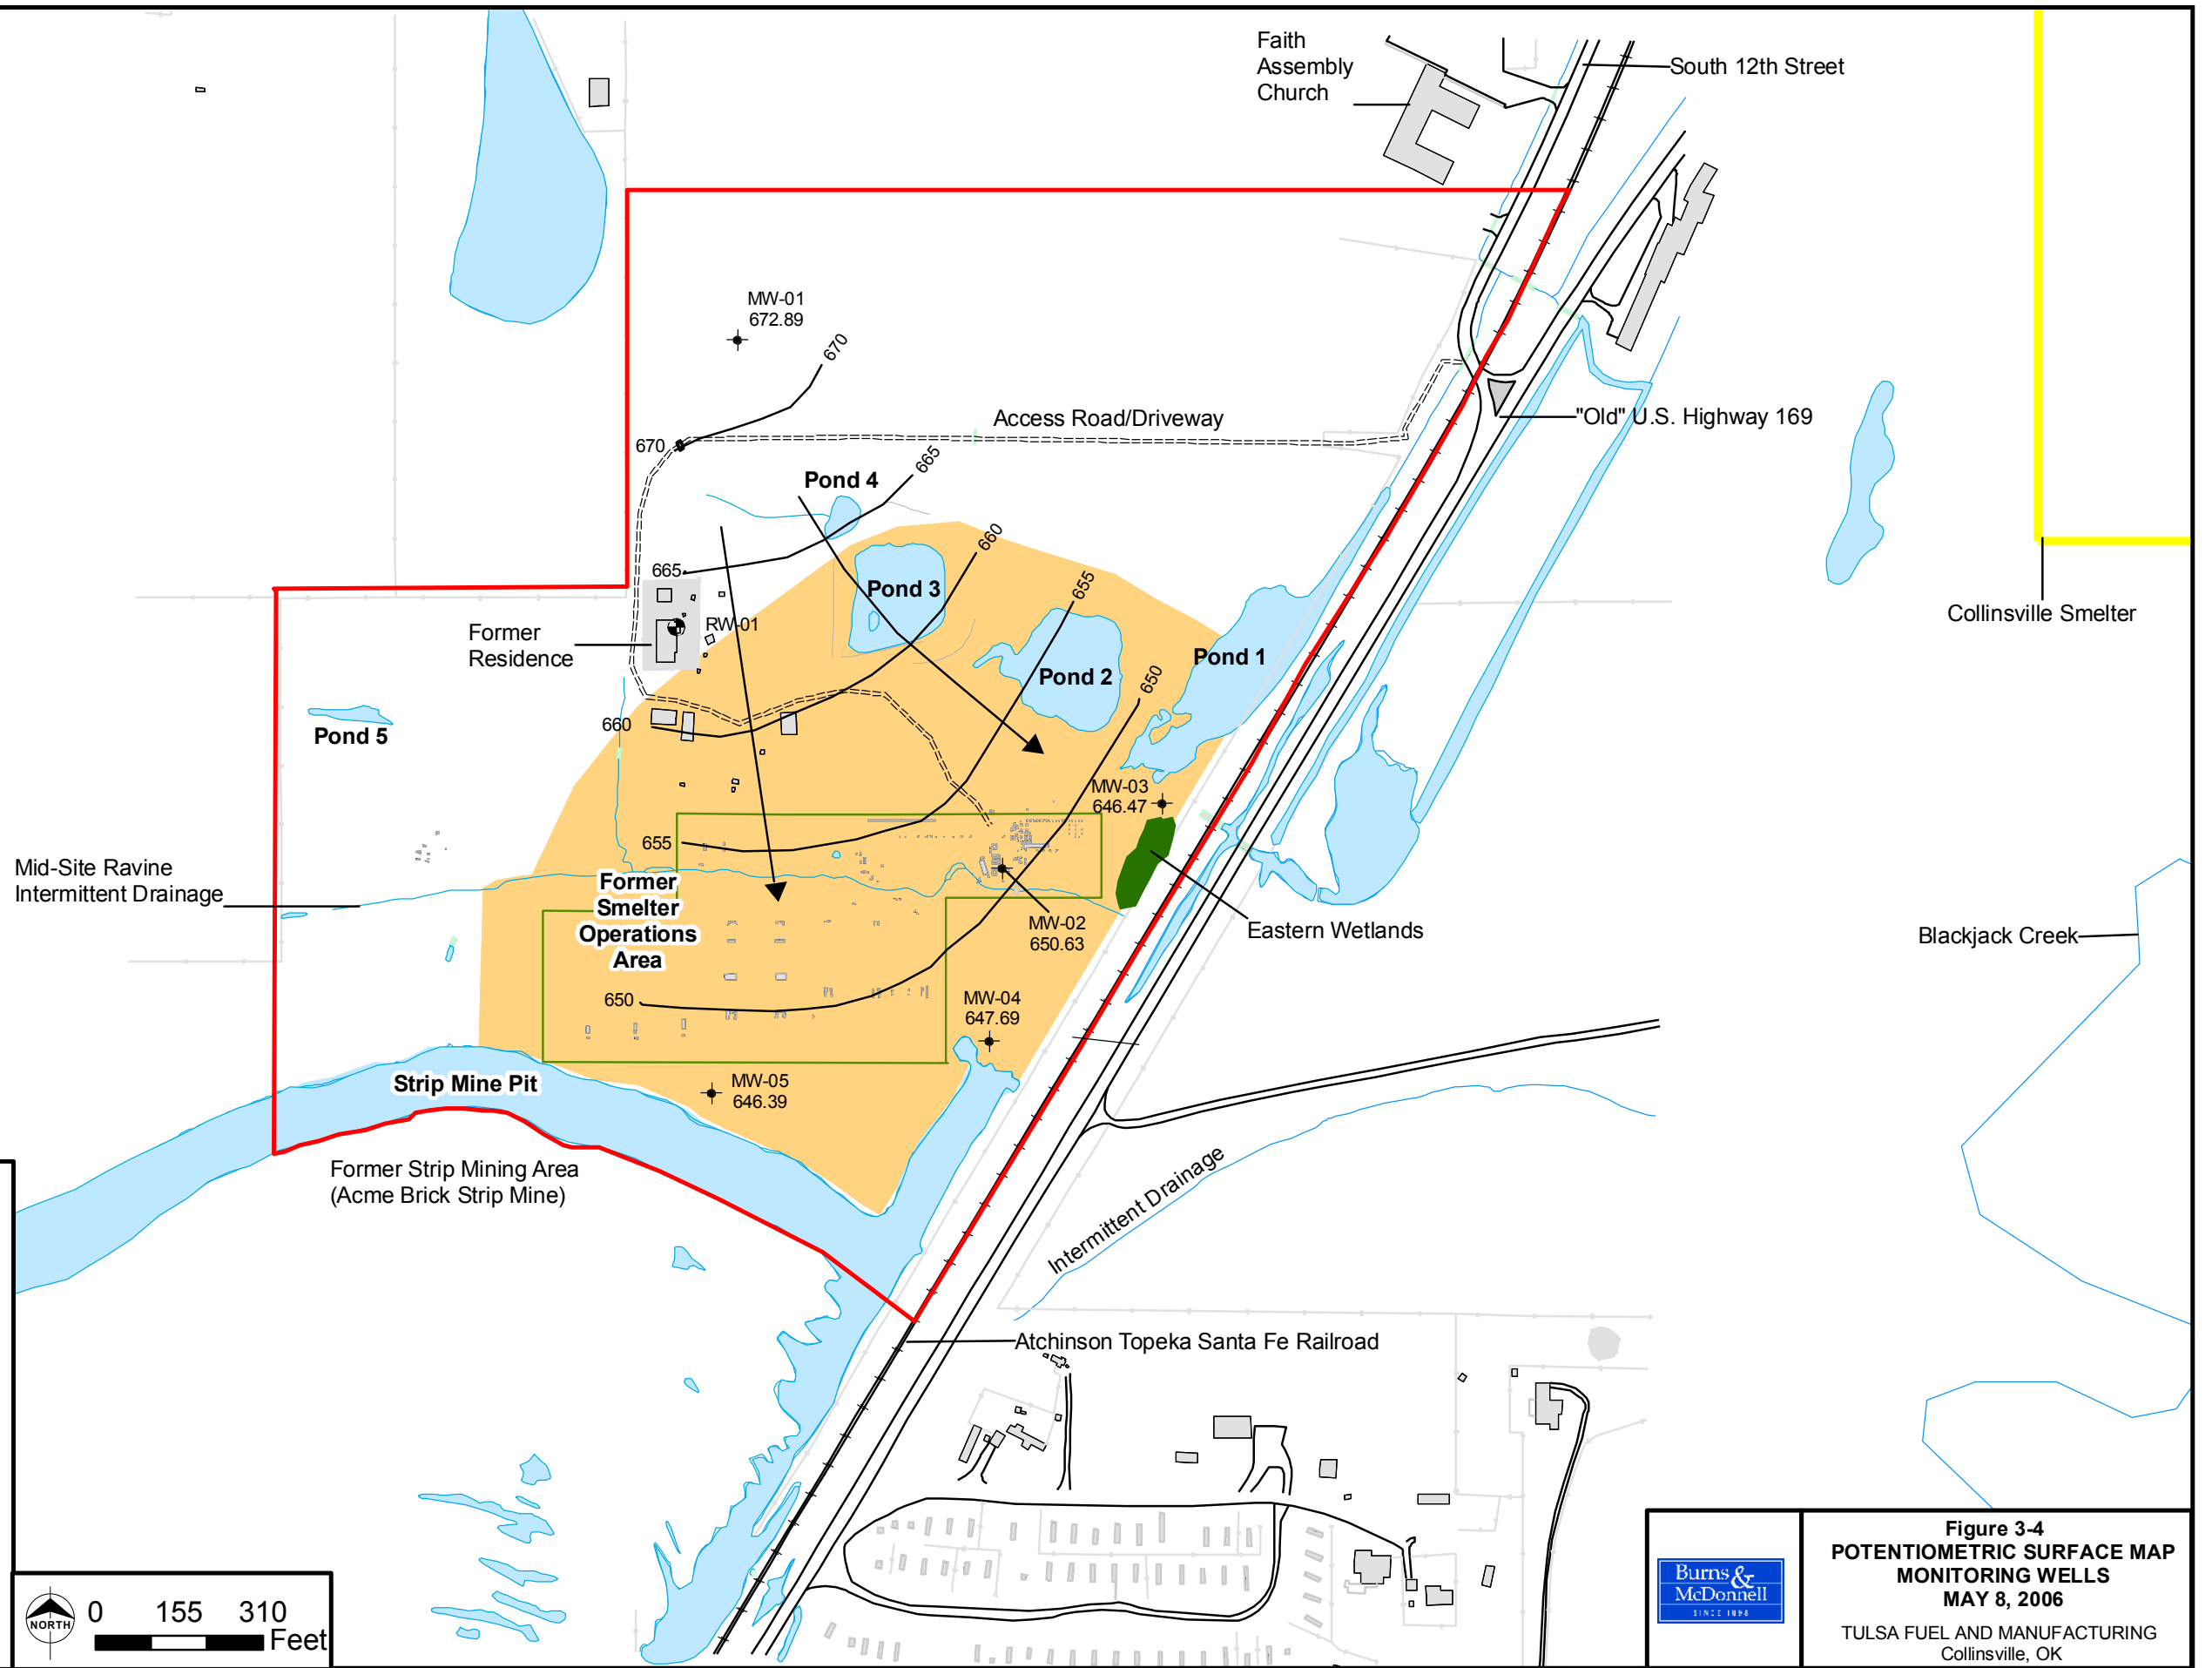 Faith
Assembly
Church
South 12th Street
MW-01
672.89
670
670
Access Road/Driveway
"Old" U.S. Highway 169
665
Pond 4
660
665
Pond 3
655
Collinsville Smelter
RW-01
Former
Residence
Pond 1
Pond 2
650
660
Pond 5
MW-03
646.47
655
Mid-Site Ravine
Intermittent Drainage
Former
Smelter
Operations
Area
MW-02
650.63
Eastern Wetlands
Blackjack Creek
650
MW-04
647.69
Strip Mine Pit
MW-05
646.39
Former Strip Mining Area
(Acme Brick Strip Mine)
Intermittent Drainage
Atchinson Topeka Santa Fe Railroad
NORTH
0 155 310
Feet
Burns &
McDonnell
SINCE 1898
Figure 3-4
POTENTIOMETRIC SURFACE MAP
MONITORING WELLS
MAY 8, 2006
TULSA FUEL AND MANUFACTURING
Collinsville, OK